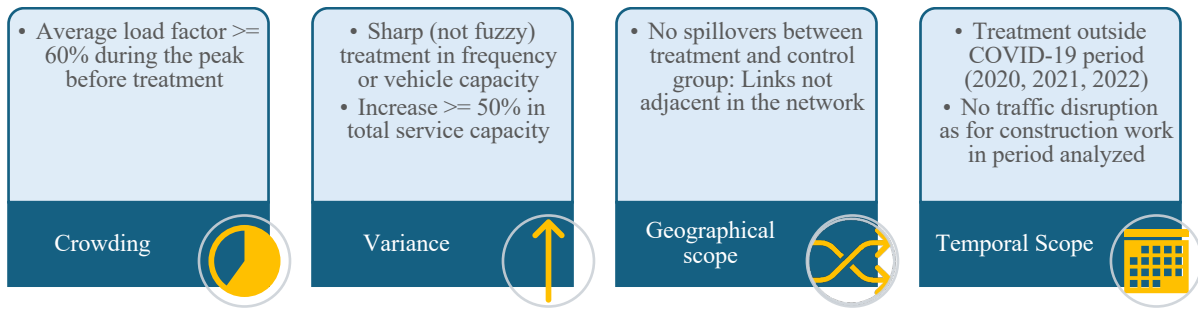 • Average load factor >=
60% during the peak
before treatment
Crowding
• Sharp (not fuzzy)
treatment in frequency
or vehicle capacity
• Increase >= 50% in
total service capacity
Variance
• No spillovers between
treatment and control
group: Links not
adjacent in the network
Geographical
scope
• Treatment outside
COVID-19 period
(2020, 2021, 2022)
• No traffic disruption
as for construction work
in period analyzed
Temporal Scope